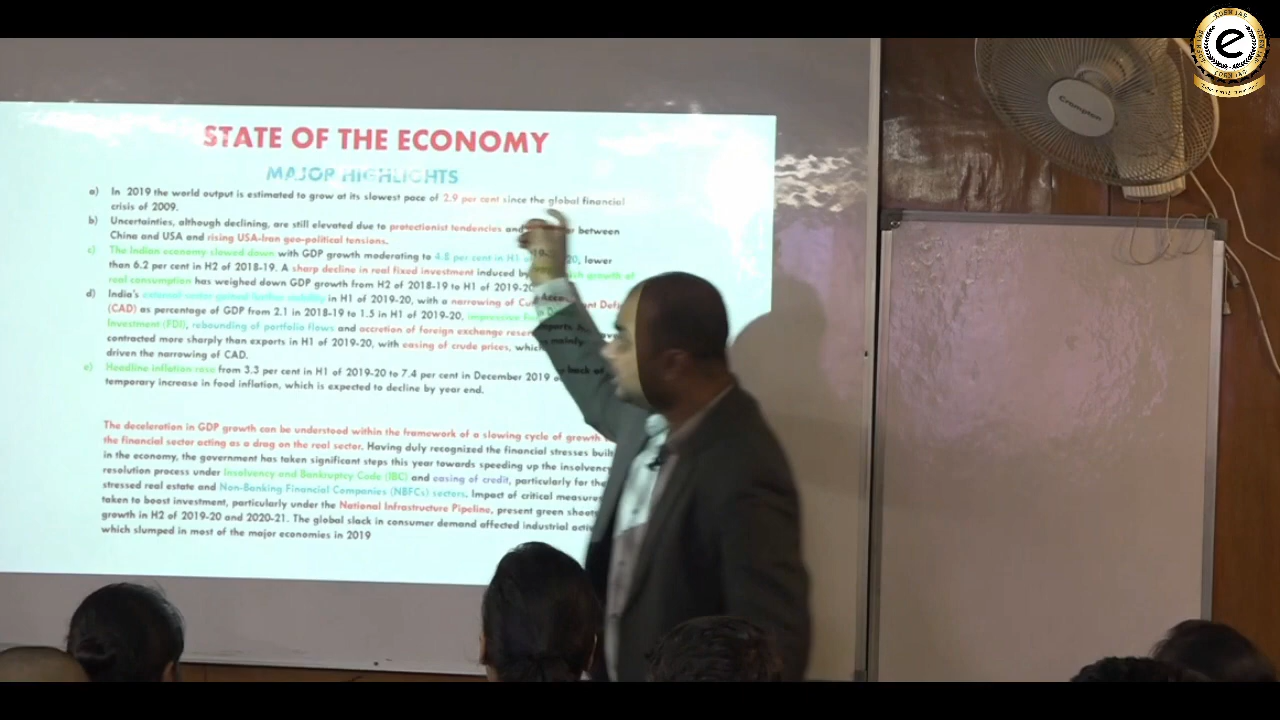 STATE OF THE ECONOMY
MAJOR HIGHLIGHTS
a) In 2019 the world output is estimated to grow at its slowest pace of 2.9 per cent since the global financial
crisis of 2009.
b) Uncertainties, although declining, are still elevated due to protectionist tendencies and between
China and USA and rising USA-Iran geo-political tensions.
c) The Indian economy slowed down with GDP growth moderating to 4.8 per cent in H1 lower
than 6.2 per cent in H2 of 2018-19. A sharp decline in real fixed investment induced by growth of
real consumption has weighed down GDP growth from H2 of 2018-19 to H1 of
d) India's external sector gained further stability in H1 of 2019-20, with a narrowing of
(CAD) as percentage of GDP from 2.1 in 2018-19 to 1.5 in H1 of 2019-20, impressive
Investment (FDI), rebounding of portfolio flows and accretion of foreign exchange
contracted more sharply than exports in H1 of 2019-20, with easing of crude prices, mainly
driven the narrowing of CAD.
e) Headline inflation rose from 3.3 per cent in H1 of 2019-20 to 7.4 per cent in December 2019 back of
temporary increase in food inflation, which is expected to decline by year end.
The deceleration in GDP growth can be understood within the framework of a slowing cycle of growth
the financial sector acting as a drag on the real sector. Having duly recognized the financial stresses built
in the economy, the government has taken significant steps this year towards speeding up the insolvency
resolution process under Insolvency and Bankruptcy Code (IBC) and easing of credit, particularly for the
stressed real estate and Non-Banking Financial Companies (NBFCs) sectors. Impact of critical measures
taken to boost investment, particularly under the National Infrastructure Pipeline, present green shoots
growth in H2 of 2019-20 and 2020-21. The global slack in consumer demand affected industrial
which slumped in most of the major economies in 2019
Crompton
e